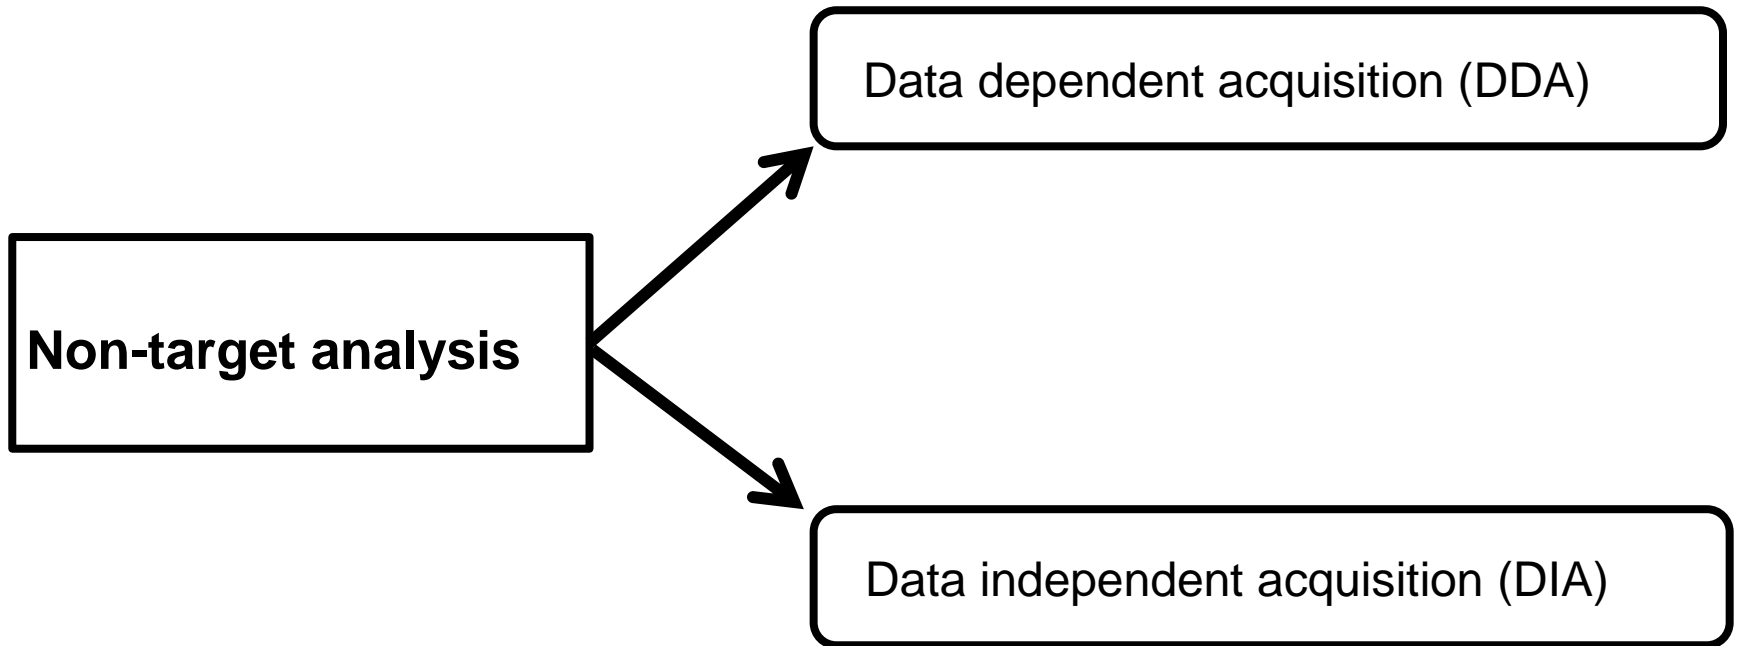 Data dependent acquisition (DDA)
Non-target analysis
Data independent acquisition (DIA)